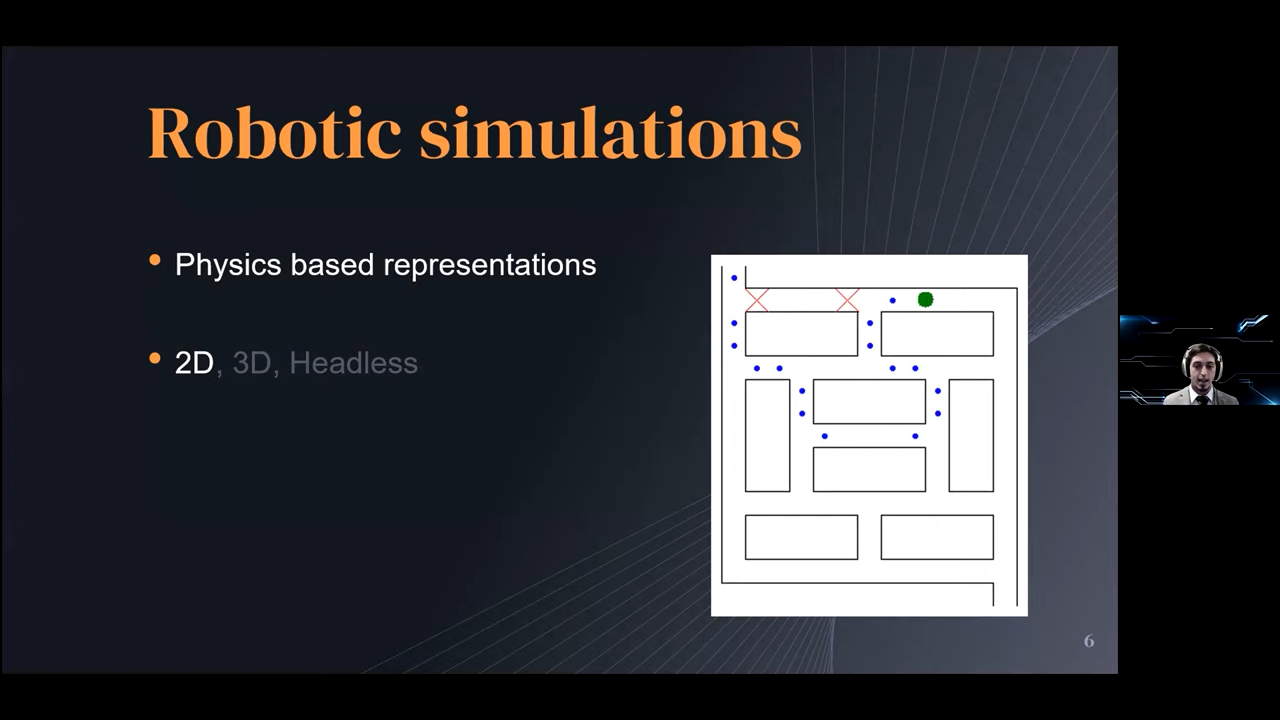 Robotic simulations
• Physics based representations
• 2D, 3D, Headless
6